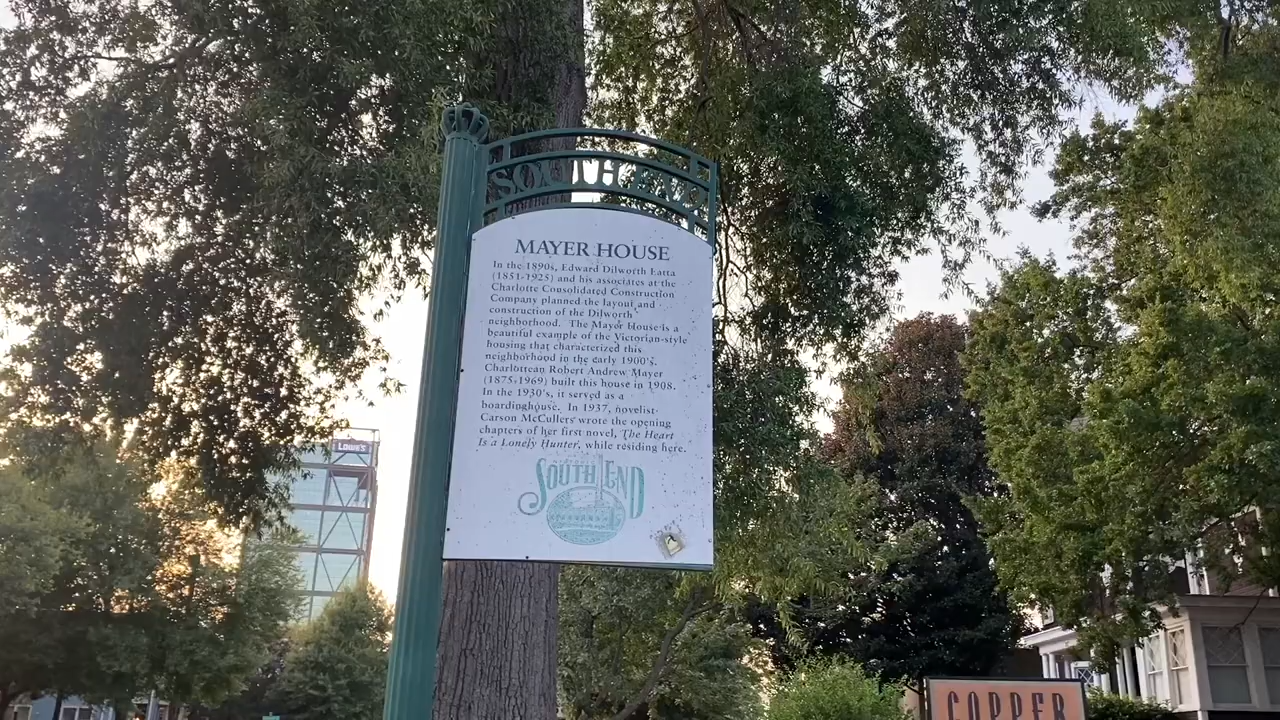 SOUTH END
MAYER HOUSE
In the 1890s, Edward Dilworth Latta
(1851-1925) and his associates at the
Charlotte Consolidated Construction
Company planned the layout and
construction of the Dilworth
neighborhood. The Mayer House is a
beautiful example of the Victorian-style
housing that characterized this
neighborhood in the early 1900's.
Charlottean Robert Andrew Mayer
(1875-1969) built this house in 1908.
In the 1930's, it served as a
boardinghouse. In 1937, novelist
Carson McCullers wrote the opening
chapters of her first novel, The Heart
Is a Lonely Hunter, while residing here.
HISTORIC
SOUTH END
LOWE'S
COPPER